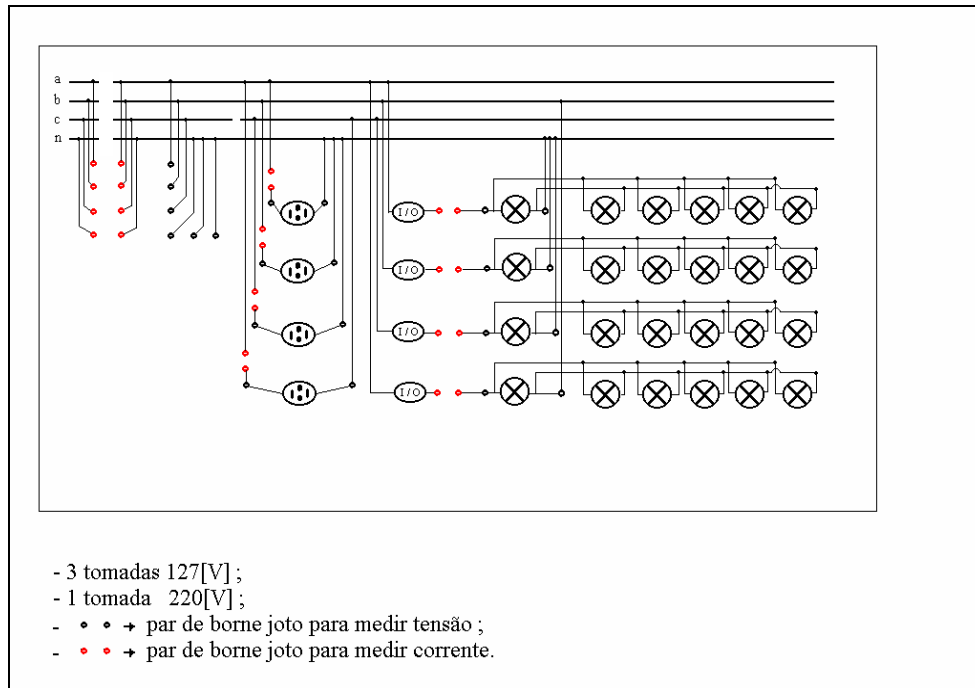 a
b
c
n
I/O
I/O
I/O
I/O
- 3 tomadas 127[V] ;
- 1 tomada 220[V] ;
- → par de borne joto para medir tensão ;
- → par de borne joto para medir corrente.